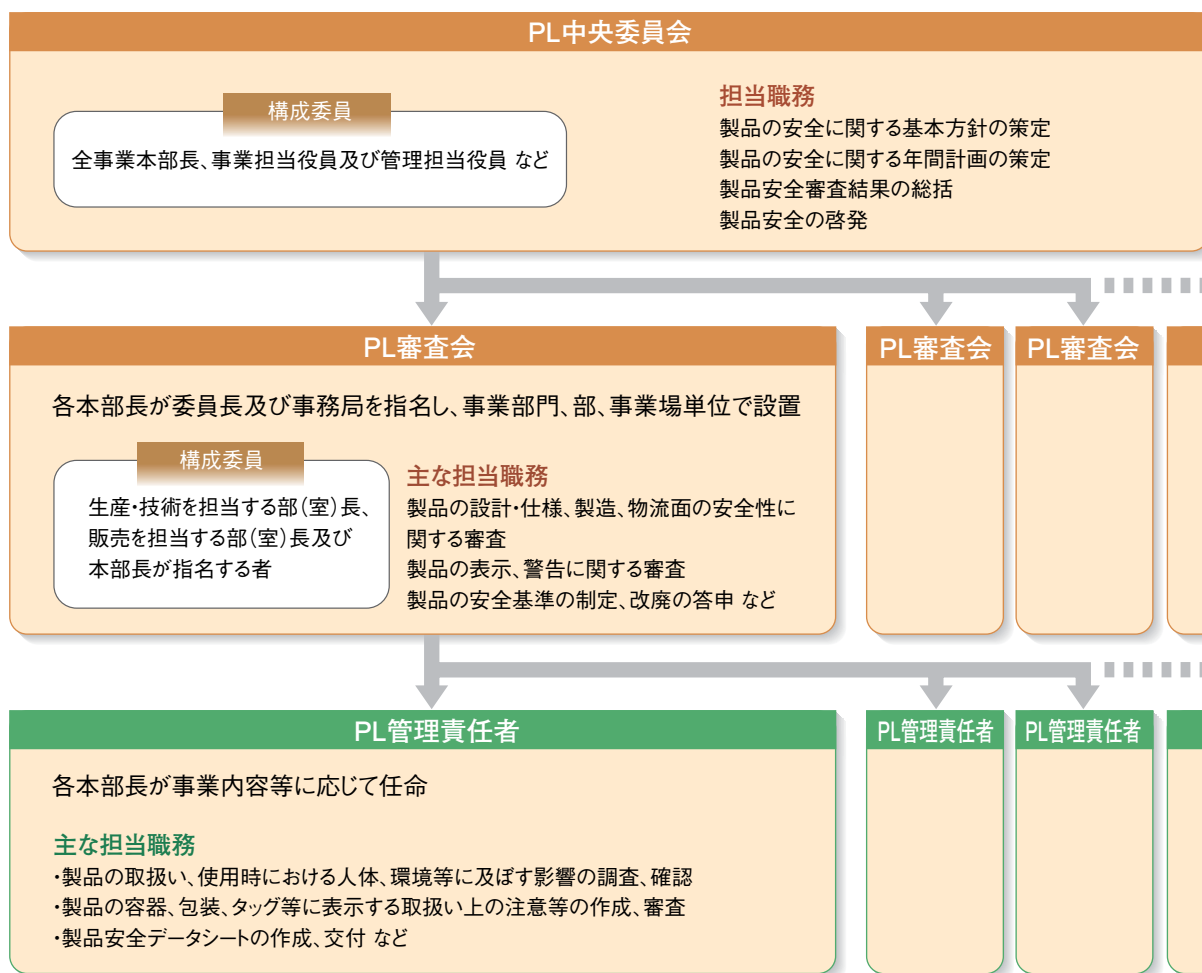 PL中央委員会
構成委員
全事業本部長、事業担当役員及び管理担当役員 など
担当職務
製品の安全に関する基本方針の策定
製品の安全に関する年間計画の策定
製品安全審査結果の総括
製品安全の啓発
PL審査会
各本部長が委員長及び事務局を指名し、事業部門、部、事業場単位で設置
構成委員
生産・技術を担当する部(室)長、
販売を担当する部(室)長及び
本部長が指名する者
主な担当職務
製品の設計・仕様、製造、物流面の安全性に
関する審査
製品の表示、警告に関する審査
製品の安全基準の制定、改廃の答申 など
PL審査会
PL審査会
PL管理責任者
各本部長が事業内容等に応じて任命
主な担当職務
・製品の取扱い、使用時における人体、環境等に及ぼす影響の調査、確認
・製品の容器、包装、タッグ等に表示する取扱い上の注意等の作成、審査
・製品安全データシートの作成、交付 など
PL管理責任者
PL管理責任者